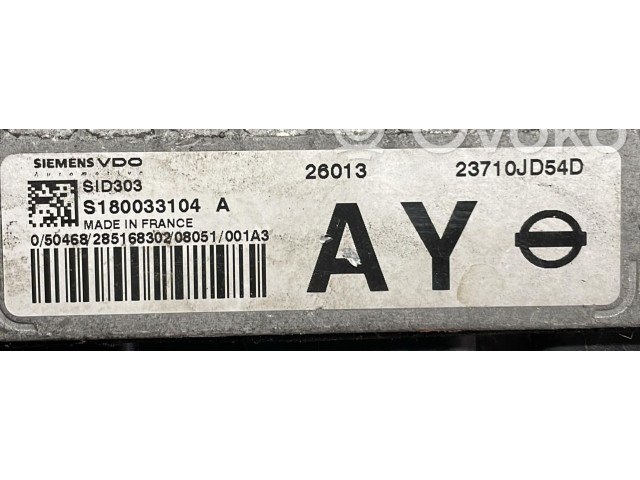 Ovoko
SIEMENS VDO
Automotive
SID303
S180033104 A
MADE IN FRANCE
0/50468/285168302/08051/001A3
26013
23710JD54D
AY